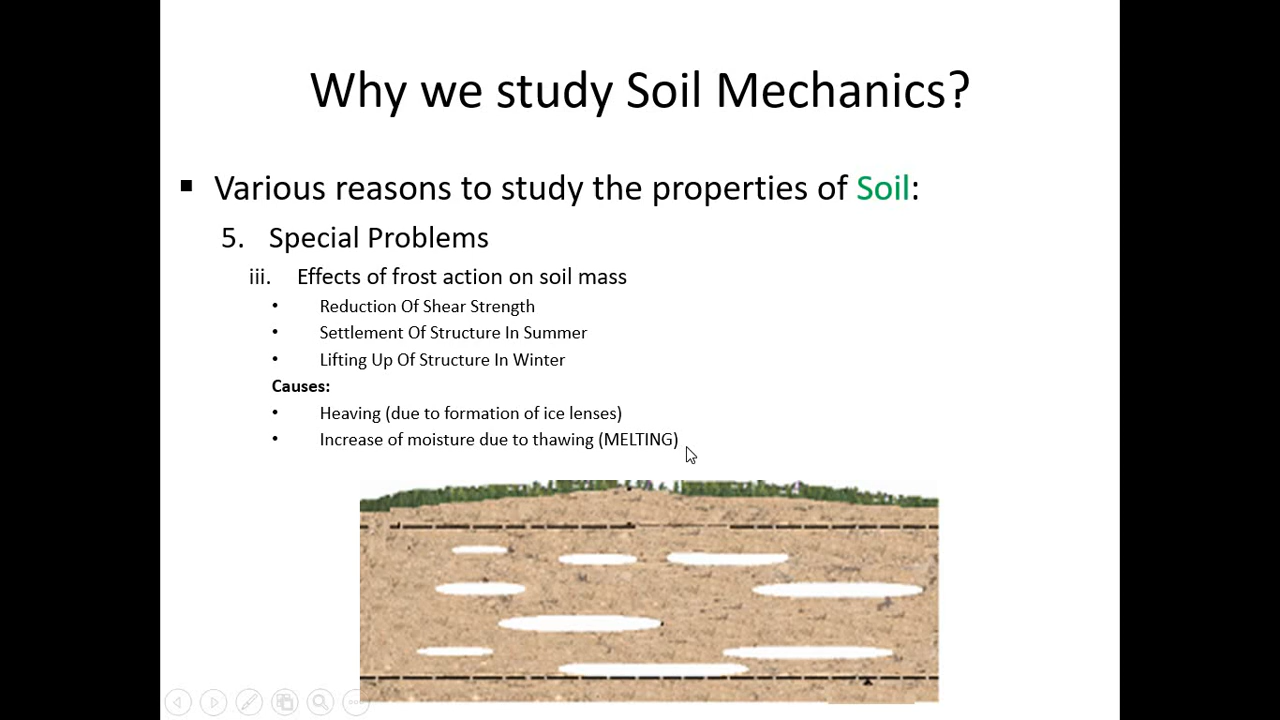 Why we study Soil Mechanics?
▪ Various reasons to study the properties of Soil:
5. Special Problems
iii. Effects of frost action on soil mass
• Reduction Of Shear Strength
• Settlement Of Structure In Summer
• Lifting Up Of Structure In Winter
Causes:
• Heaving (due to formation of ice lenses)
• Increase of moisture due to thawing (MELTING)